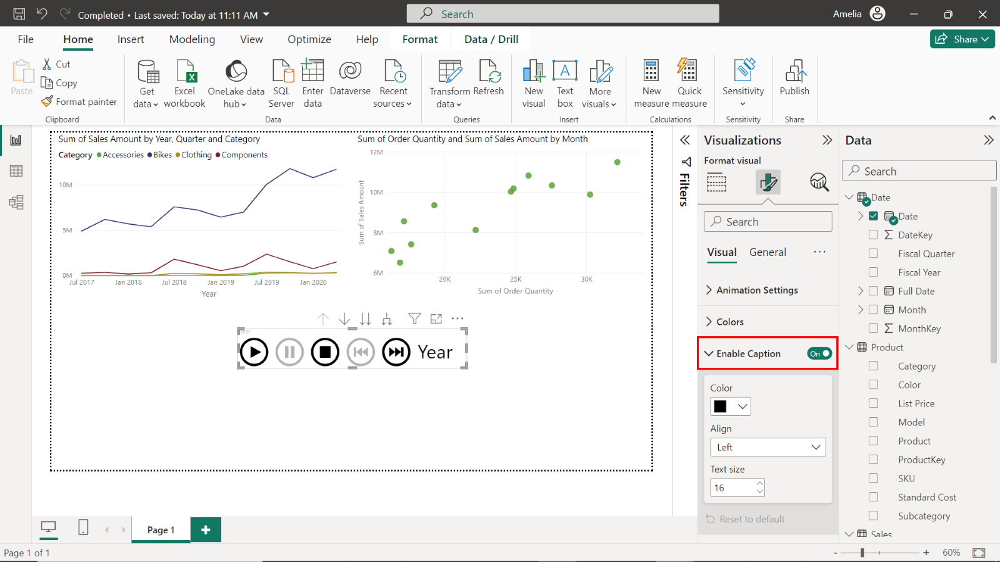 Completed • Last saved: Today at 11:11 AM
Search
Amelia
File Home Insert Modeling View Optimize Help Format Data / Drill
Share
Paste
Cut
Copy
Format painter
Clipboard
Get data
Excel workbook
OneLake data hub
SQL Server
Enter data
Dataverse
Recent sources
Data
Transform data
Refresh
Queries
New visual
Text box
More visuals
Insert
New measure
Quick measure
Calculations
Sensitivity
Sensitivity
Publish
Share
Sum of Sales Amount by Year, Quarter and Category
Category Accessories Bikes Clothing Components
10M
5M
0M
Jul 2017 Jan 2018 Jul 2018 Jan 2019 Jul 2019 Jan 2020
Year
Sum of Order Quantity and Sum of Sales Amount by Month
Sum of Sales Amount
12M
10M
8M
6M
20K 25K 30K
Sum of Order Quantity
Year
Year
Filters
Visualizations
Format visual
Search
Visual General
Animation Settings
Colors
Enable Caption On
Color
Align
Left
Text size
16
Reset to default
Data
Search
Date
Date
DateKey
Fiscal Quarter
Fiscal Year
Full Date
Month
MonthKey
Product
Category
Color
List Price
Model
Product
ProductKey
SKU
Standard Cost
Subcategory
Sales
Page 1
Page 1 of 1
- + 60%